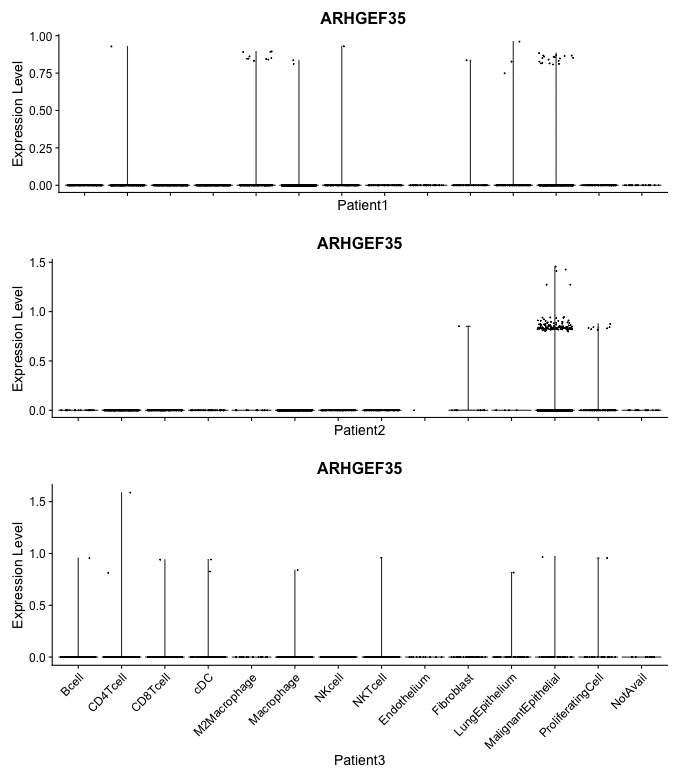 ARHGEF35
Expression Level
1.00
0.75
0.50
0.25
0.00
Patient1
ARHGEF35
Expression Level
1.5
1.0
0.5
0.0
Patient2
ARHGEF35
Expression Level
1.5
1.0
0.5
0.0
Bcell
CD4Tcell
CD8Tcell
cDC
M2Macrophage
Macrophage
NKcell
NKTcell
Endothelium
Fibroblast
LungEpithelium
MalignantEpithelial
ProliferatingCell
NotAvail
Patient3